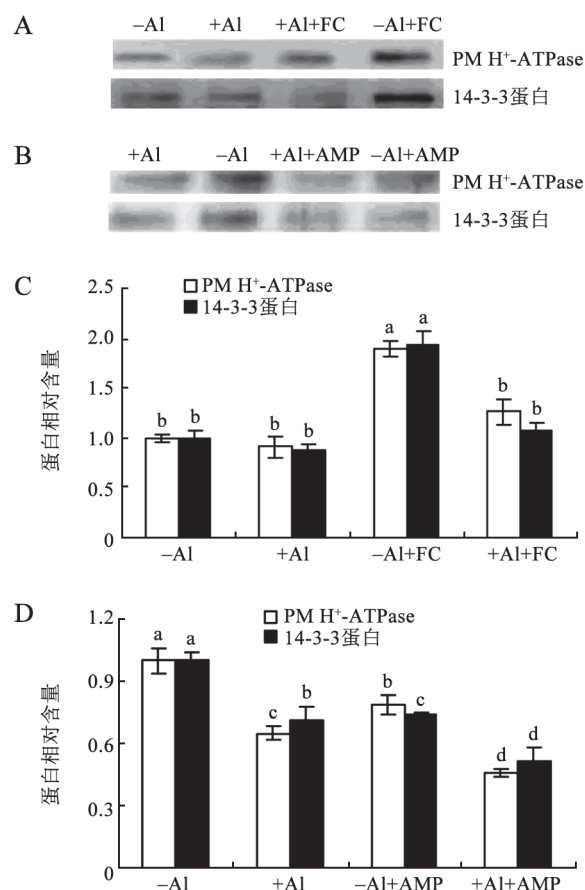 A
–Al +Al +Al+FC –Al+FC
PM H⁺-ATPase
14-3-3蛋白
B
+Al –Al +Al+AMP –Al+AMP
PM H⁺-ATPase
14-3-3蛋白
C
蛋白相对含量
2.5
2.0
1.5
1.0
0.5
0
PM H⁺-ATPase
14-3-3蛋白
b b b b a a b b
–Al +Al –Al+FC +Al+FC
D
蛋白相对含量
1.2
0.9
0.6
0.3
0
PM H⁺-ATPase
14-3-3蛋白
a a c b b c d d
–Al +Al –Al+AMP +Al+AMP